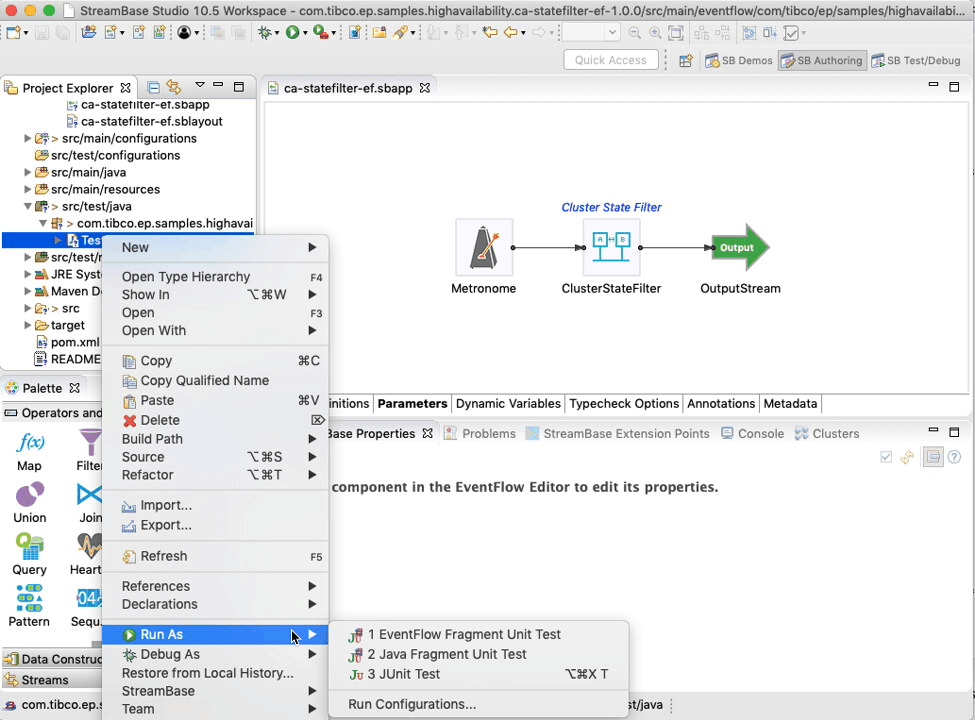 StreamBase Studio 10.5 Workspace - com.tibco.ep.samples.highavailability.ca-statefilter-ef-1.0.0/src/main/eventflow/com/tibco/ep/samples/highavailabili...
Quick Access
SB Demos
SB Authoring
SB Test/Debug
Project Explorer
ca-statefilter-ef.sbapp
ca-statefilter-ef.sbapp
ca-statefilter-ef.sblayout
> src/main/configurations
src/test/configurations
src/main/java
src/main/resources
> src/test/java
> com.tibco.ep.samples.highavai
Tes
src/test/r
JRE Syst
Maven D
> src
target
pom.xml
README
Cluster State Filter
A
B
Output
Metronome
ClusterStateFilter
OutputStream
New
Open Type Hierarchy F4
Show In ⌥⌘W
Open F3
Open With
Copy ⌘C
Copy Qualified Name
Paste ⌘V
Delete ⌦
Build Path
Source ⌥⌘S
Refactor ⌥⌘T
Import...
Export...
Refresh F5
References
Declarations
Run As
Debug As
Restore from Local History...
StreamBase
Team
1 EventFlow Fragment Unit Test
2 Java Fragment Unit Test
3 JUnit Test ⌥⌘X T
Run Configurations...
Palette
Operators and
f(x)
Map
Filte
Union
Join
Query
Heart
Pattern
04
Sequ
Data Construc
Streams
initions
Parameters
Dynamic Variables
Typecheck Options
Annotations
Metadata
Base Properties
Problems
StreamBase Extension Points
Console
Clusters
component in the EventFlow Editor to edit its properties.
com.tibco.ep.s
st/java